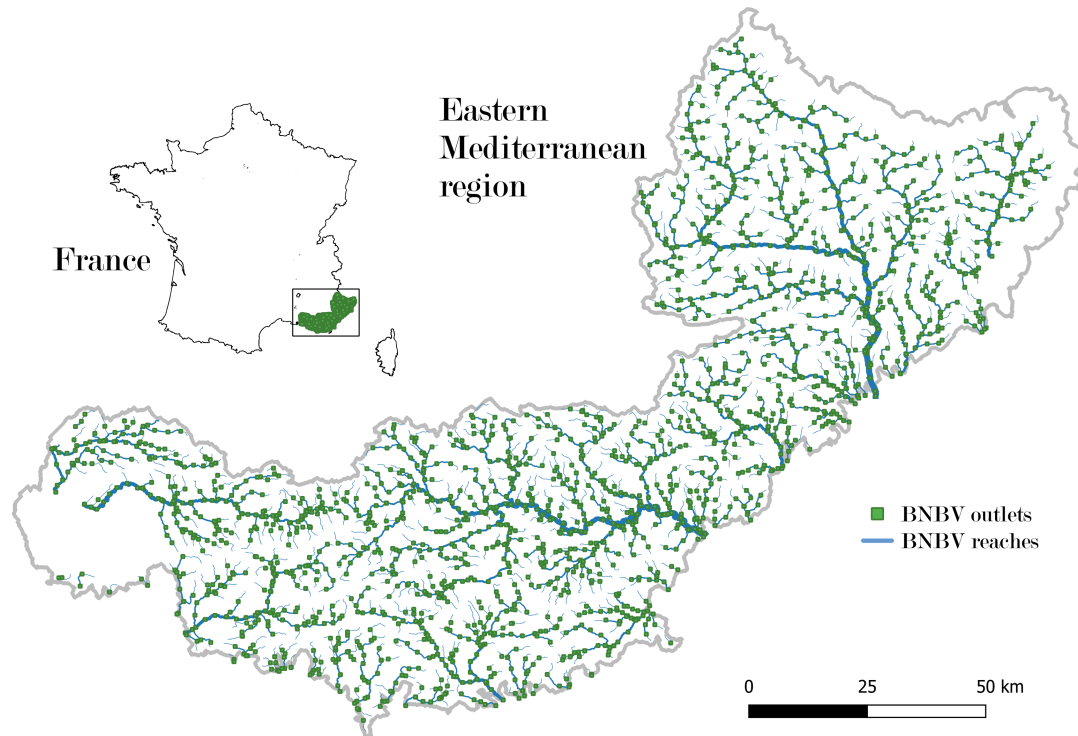 Eastern
Mediterranean
region
France
BNBV outlets
BNBV reaches
0 25 50 km